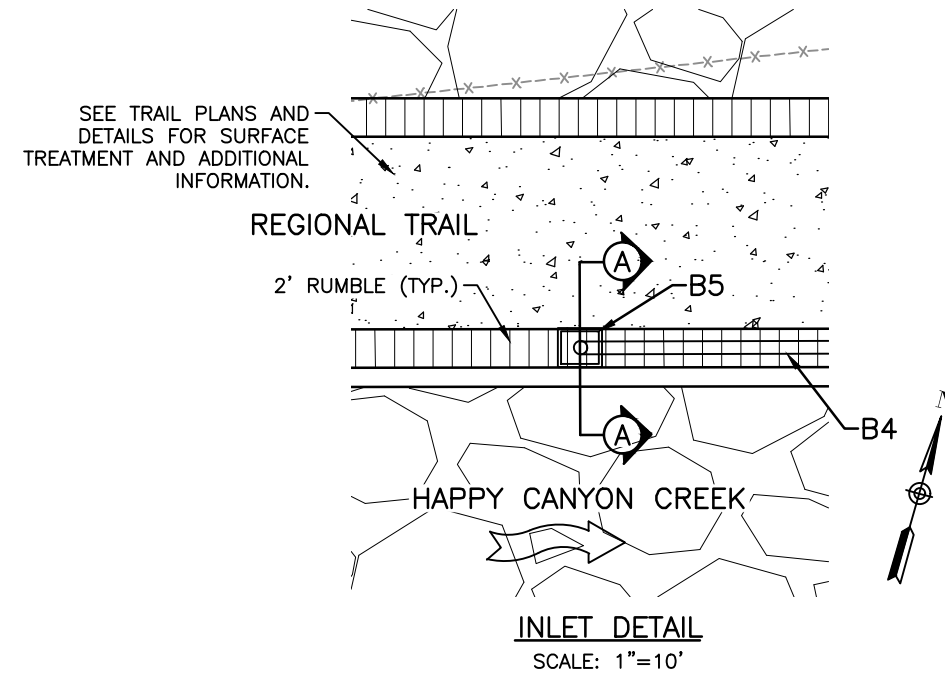 SEE TRAIL PLANS AND
DETAILS FOR SURFACE
TREATMENT AND ADDITIONAL
INFORMATION.
REGIONAL TRAIL
A
2' RUMBLE (TYP.)
B5
B4
A
HAPPY CANYON CREEK
N
INLET DETAIL
SCALE: 1"=10'